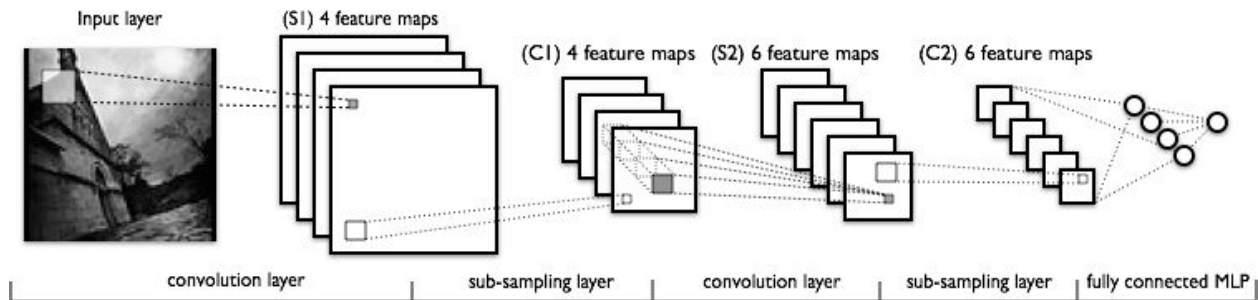 Input layer
(S1) 4 feature maps
(C1) 4 feature maps
(S2) 6 feature maps
(C2) 6 feature maps
convolution layer
sub-sampling layer
convolution layer
sub-sampling layer
fully connected MLP